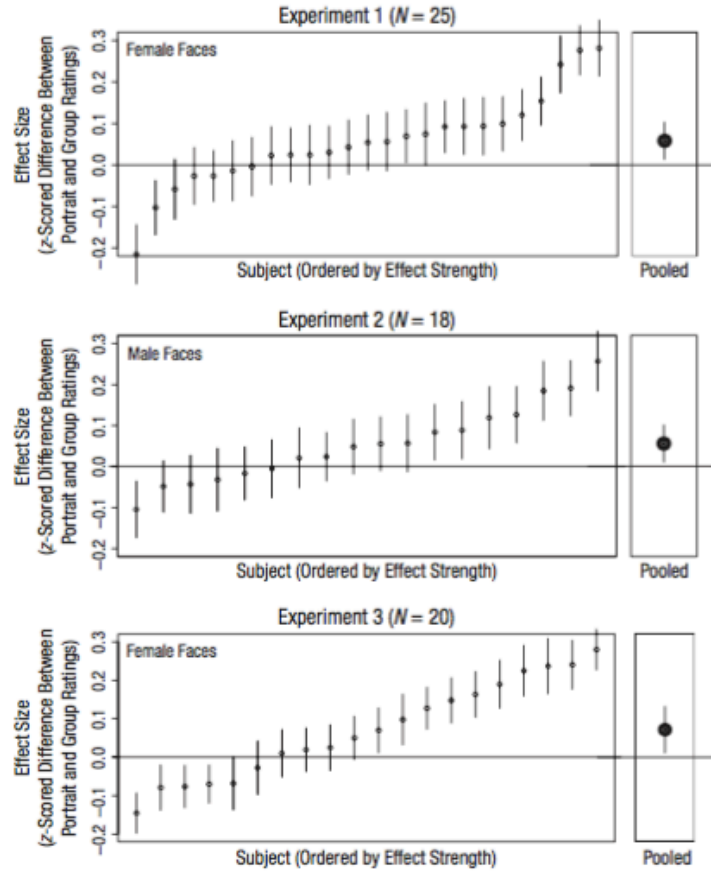 Experiment 1 (N = 25)
Effect Size
(z-Scored Difference Between
Portrait and Group Ratings)
0.3
0.2
0.1
0.0
–0.1
–0.2
Female Faces
Subject (Ordered by Effect Strength)
Pooled
Experiment 2 (N = 18)
Effect Size
(z-Scored Difference Between
Portrait and Group Ratings)
0.3
0.2
0.1
0.0
–0.1
–0.2
Male Faces
Subject (Ordered by Effect Strength)
Pooled
Experiment 3 (N = 20)
Effect Size
(z-Scored Difference Between
Portrait and Group Ratings)
0.3
0.2
0.1
0.0
–0.1
–0.2
Female Faces
Subject (Ordered by Effect Strength)
Pooled